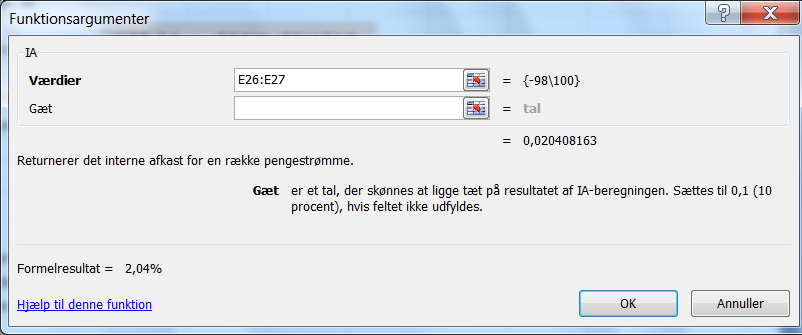 Funktionsargumenter
IA
Værdier E26:E27 = {-98\100}
Gæt = tal
= 0,020408163
Returnerer det interne afkast for en række pengestrømme.
Gæt er et tal, der skønnes at ligge tæt på resultatet af IA-beregningen. Sættes til 0,1 (10
procent), hvis feltet ikke udfyldes.
Formelresultat = 2,04%
Hjælp til denne funktion OK Annuller